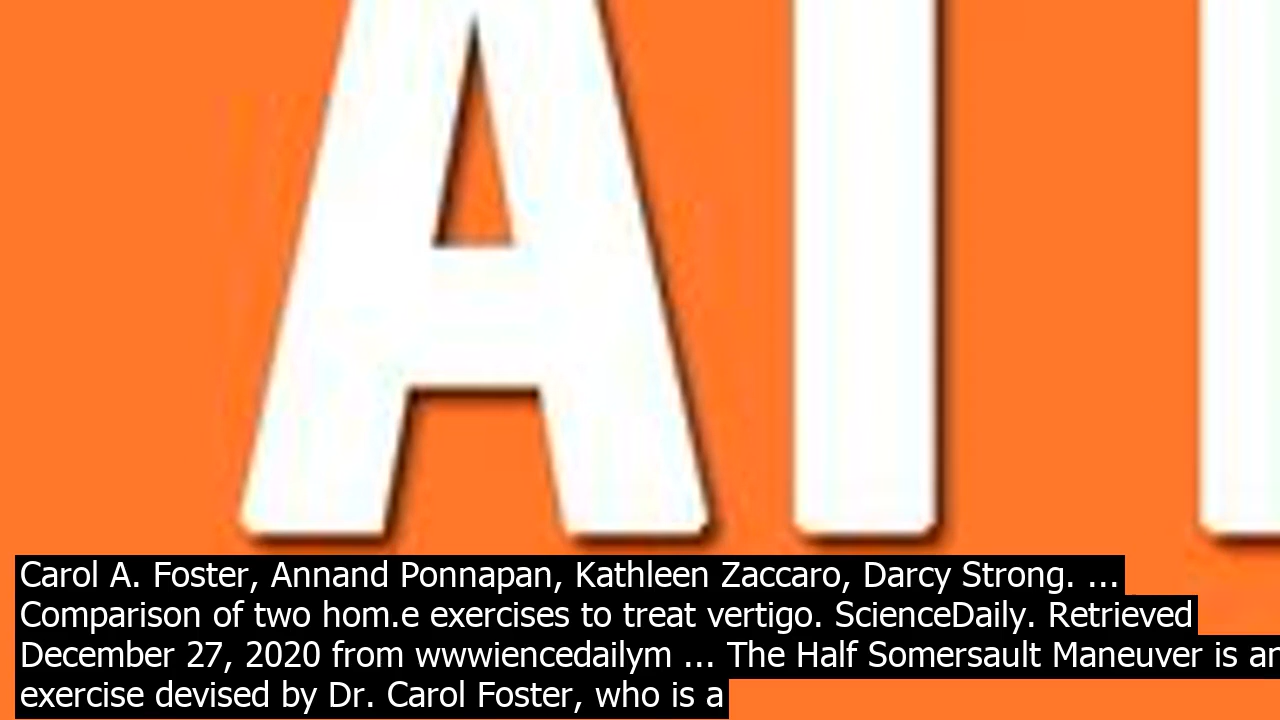 A
Carol A. Foster, Annand Ponnapan, Kathleen Zaccaro, Darcy Strong. ...
Comparison of two hom.e exercises to treat vertigo. ScienceDaily. Retrieved
December 27, 2020 from wwwiencedailym ... The Half Somersault Maneuver is an
exercise devised by Dr. Carol Foster, who is a